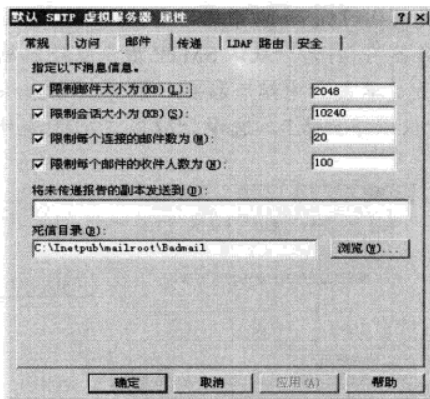 默认 SMTP 虚拟服务器 属性
常规 访问 邮件 传递 LDAP 路由 安全
指定以下消息信息。
限制邮件大小为(KB)(L): 2048
限制会话大小为(KB)(S): 10240
限制每个连接的邮件数为(M): 20
限制每个邮件的收件人数为(N): 100
将未传递报告的副本发送到(D):
死信目录(R):
C:\Inetpub\mailroot\Badmail 浏览(W)...
确定 取消 应用(A) 帮助